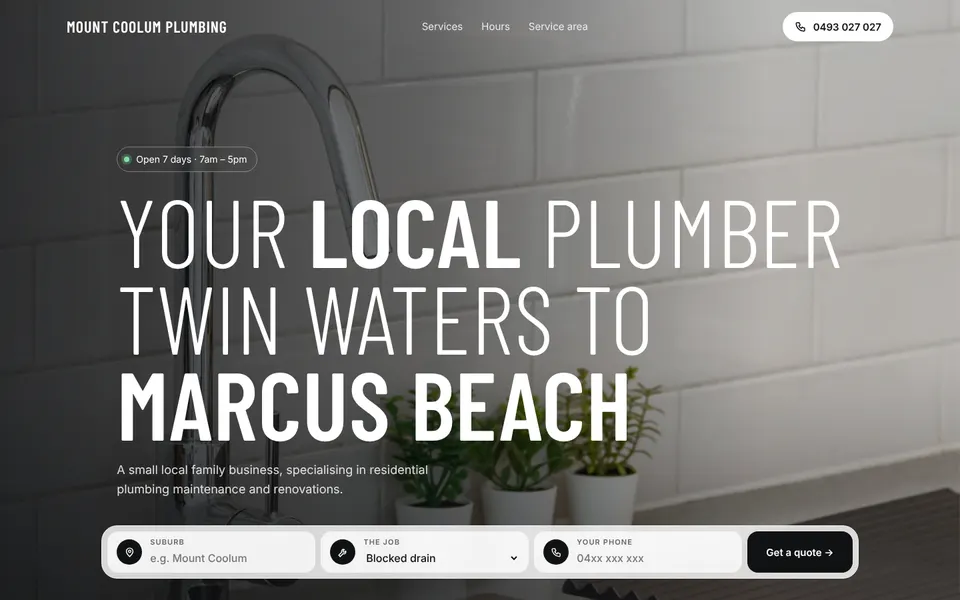 MOUNT COOLUM PLUMBING
Services
Hours
Service area
0493 027 027
Open 7 days · 7am – 5pm
YOUR LOCAL PLUMBER
TWIN WATERS TO
MARCUS BEACH
A small local family business, specialising in residential
plumbing maintenance and renovations.
SUBURB
e.g. Mount Coolum
THE JOB
Blocked drain
YOUR PHONE
04xx xxx xxx
Get a quote →